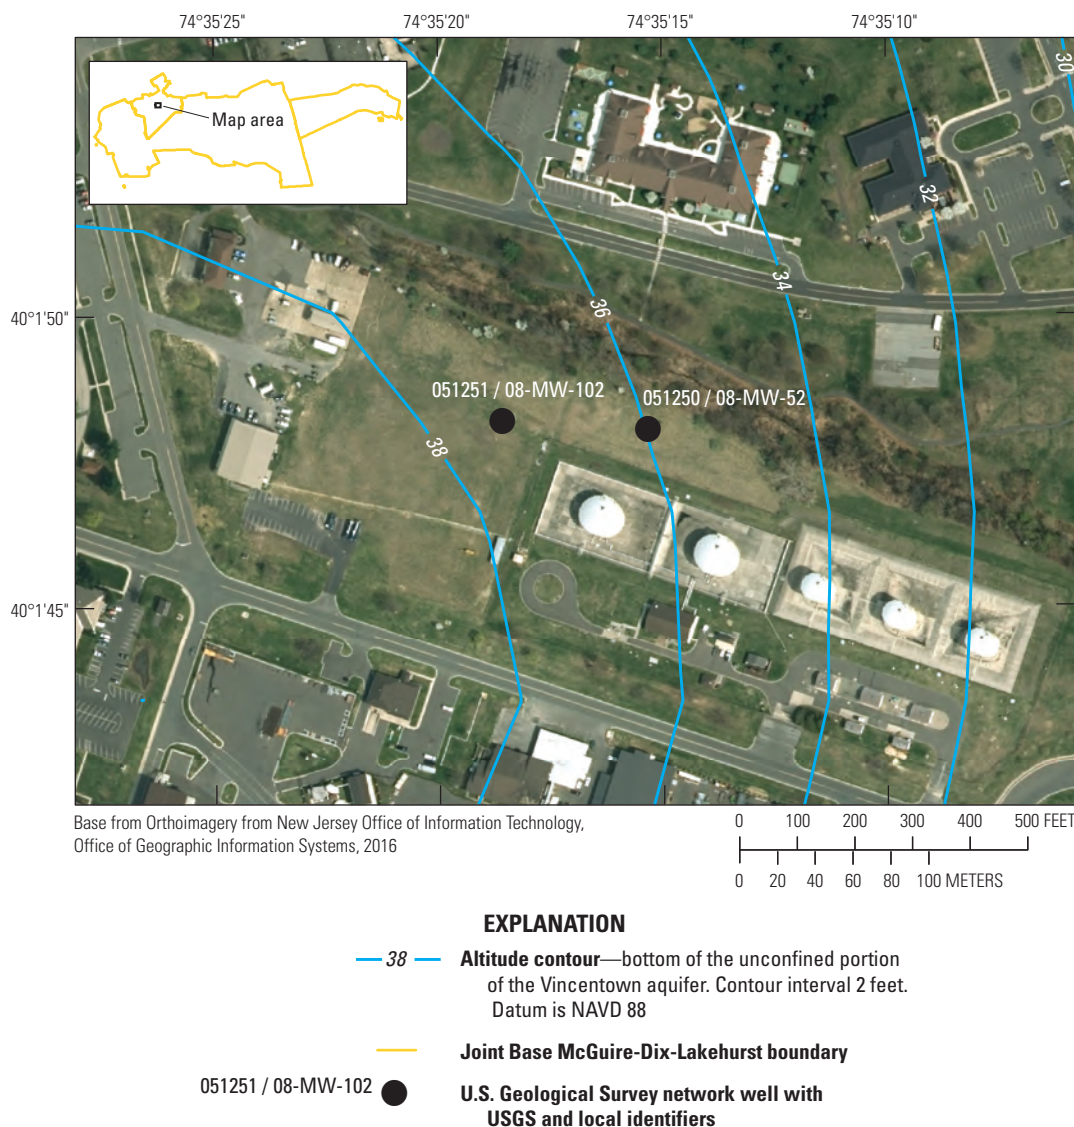 74°35'25" 74°35'20" 74°35'15" 74°35'10"
30
Map area
32
34
36
40°1'50"
051251 / 08-MW-102
051250 / 08-MW-52
38
40°1'45"
Base from Orthoimagery from New Jersey Office of Information Technology,
Office of Geographic Information Systems, 2016
0 100 200 300 400 500 FEET
0 20 40 60 80 100 METERS
EXPLANATION
38 Altitude contour—bottom of the unconfined portion
of the Vincentown aquifer. Contour interval 2 feet.
Datum is NAVD 88
Joint Base McGuire-Dix-Lakehurst boundary
051251 / 08-MW-102 U.S. Geological Survey network well with
USGS and local identifiers